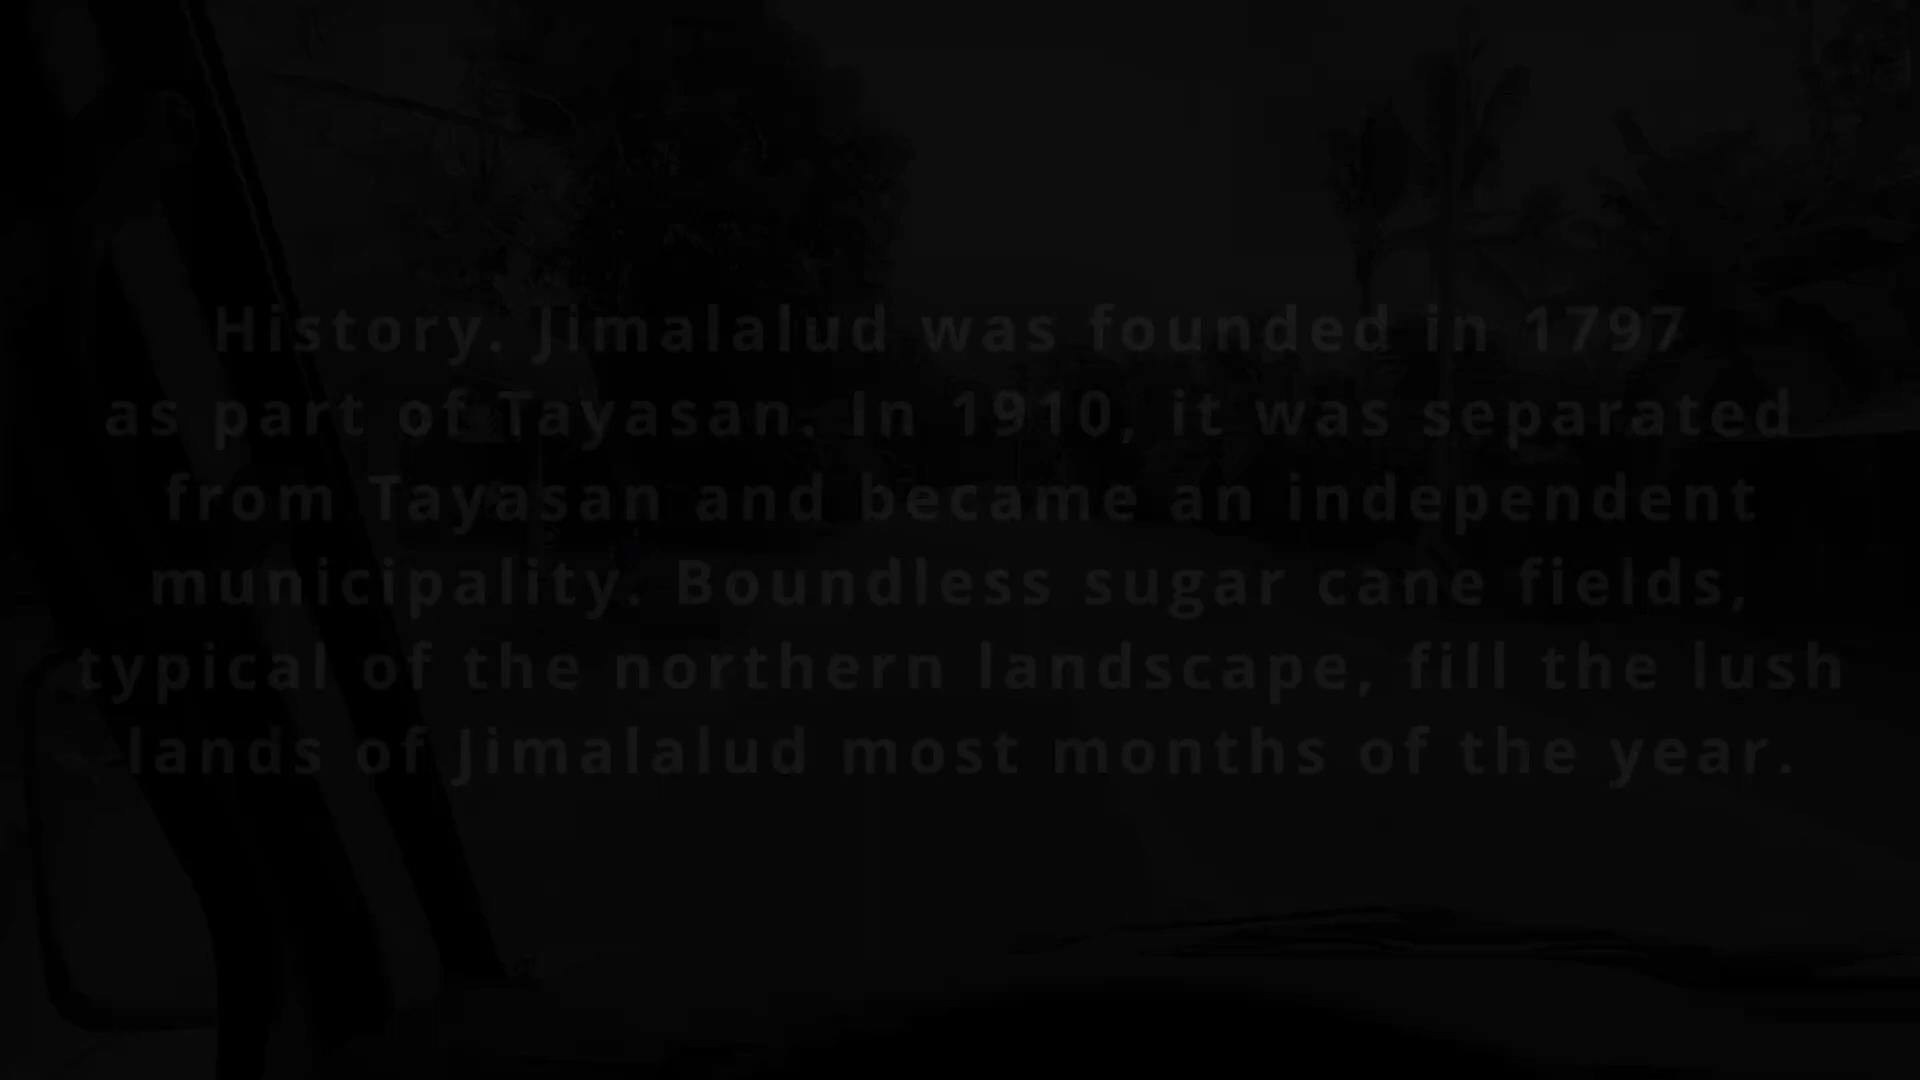 History. Jimalalud was founded in 1797
as part of Tayasan. In 1910, it was separated
from Tayasan and became an independent
municipality. Boundless sugar cane fields,
typical of the northern landscape, fill the lush
lands of Jimalalud most months of the year.